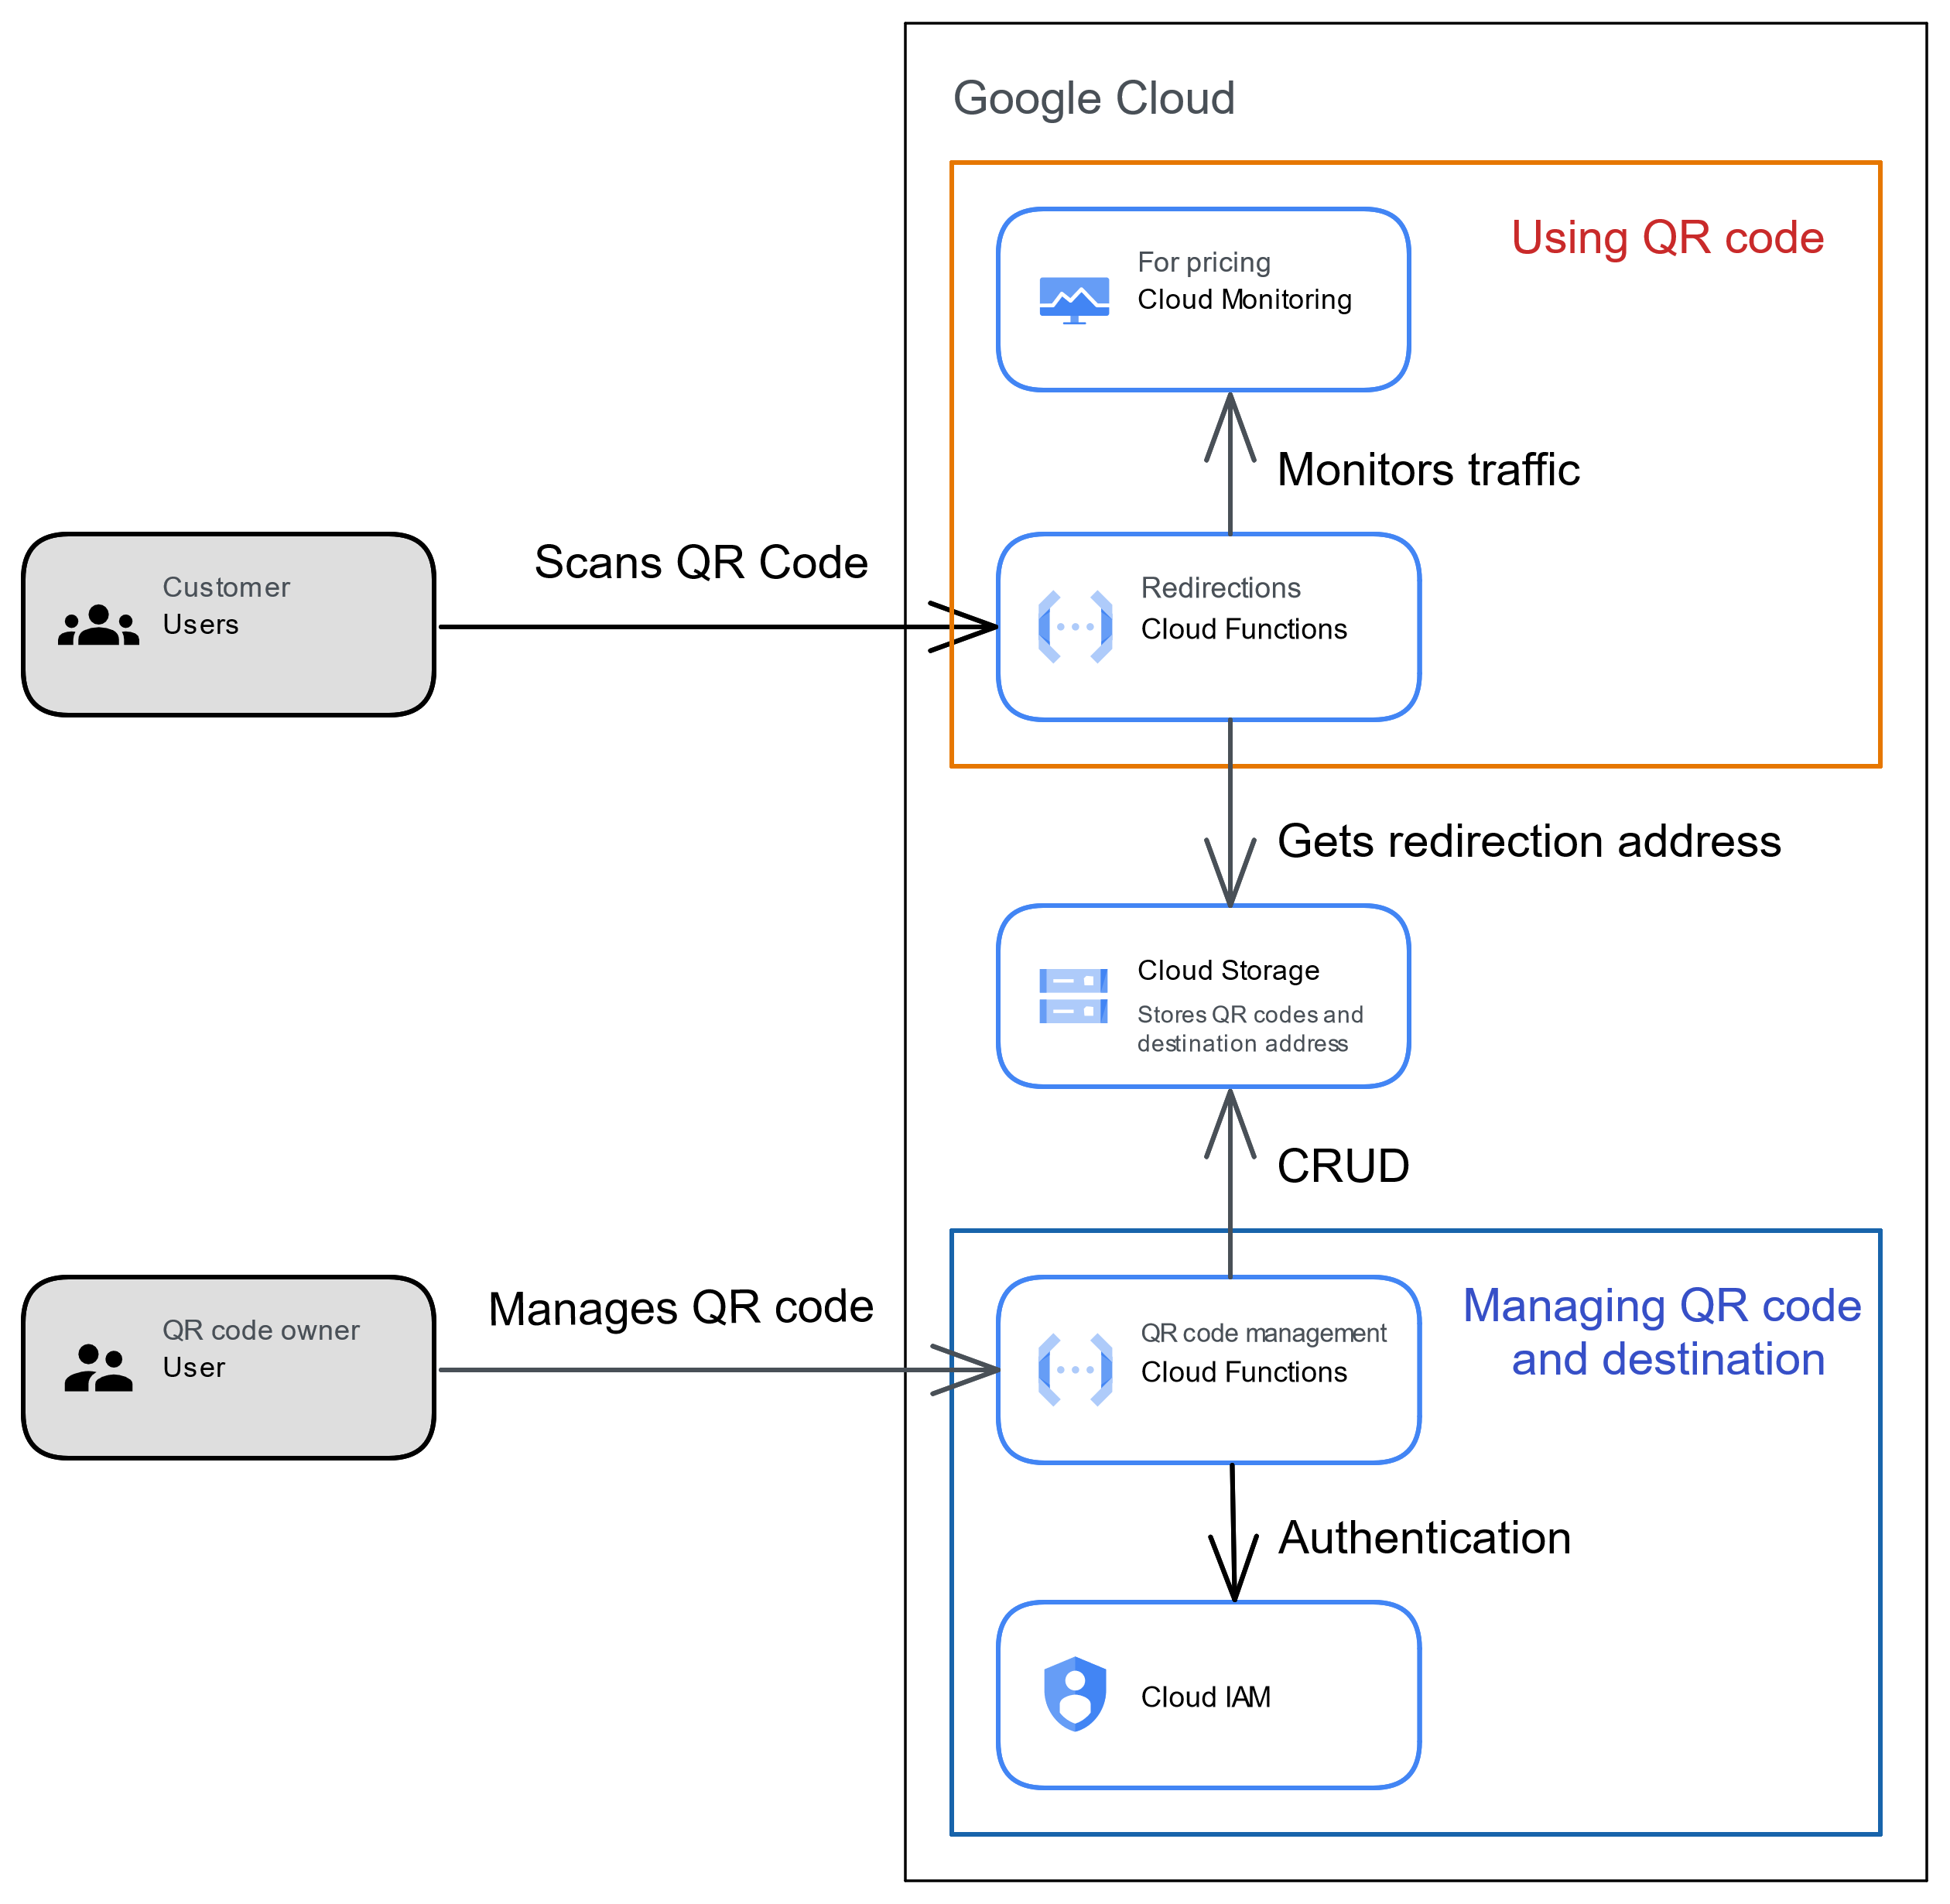 Google Cloud
Using QR code
For pricing
Cloud Monitoring
Monitors traffic
Customer
Users
Scans QR Code
Redirections
Cloud Functions
Gets redirection address
Cloud Storage
Stores QR codes and
destination address
CRUD
QR code owner
User
Manages QR code
QR code management
Cloud Functions
Managing QR code
and destination
Authentication
Cloud IAM